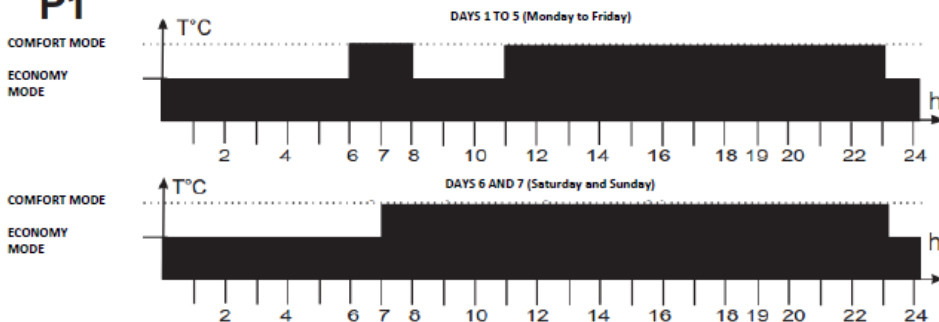 P1
DAYS 1 TO 5 (Monday to Friday)
T°C
COMFORT MODE
ECONOMY
MODE
h
2 4 6 7 8 10 12 14 16 18 19 20 22 24
DAYS 6 AND 7 (Saturday and Sunday)
T°C
COMFORT MODE
ECONOMY
MODE
h
2 4 6 7 8 10 12 14 16 18 19 20 22 24